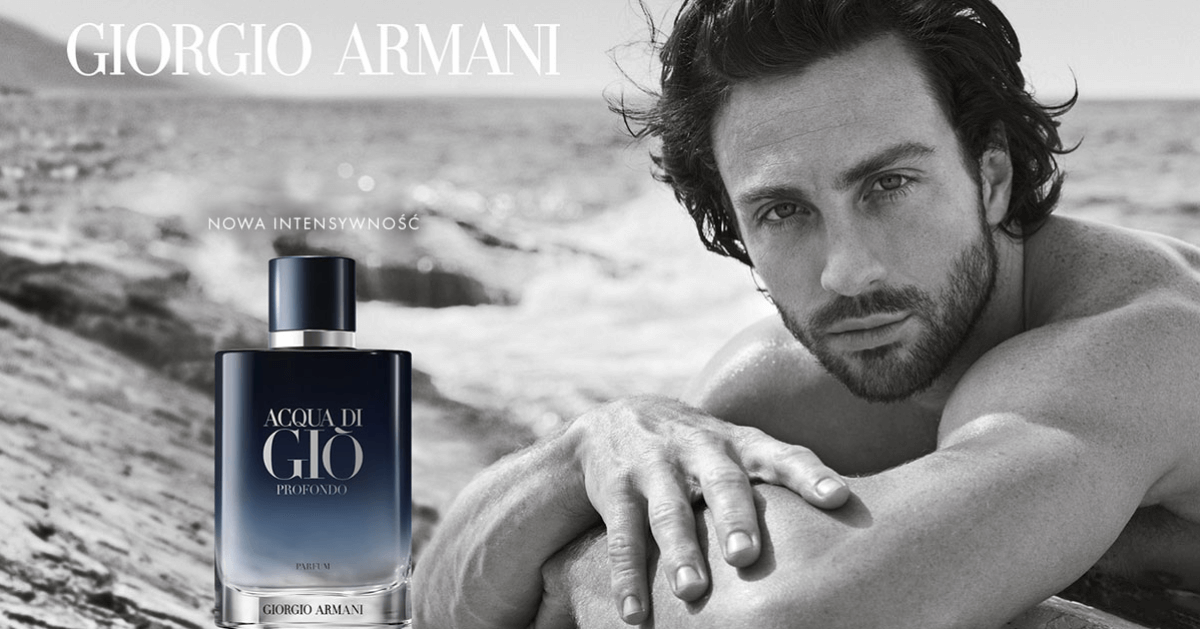 GIORGIO ARMANI
NOWA INTENSYWNOŚĆ
ACQUA DI
GIÒ
PROFONDO
PARFUM
GIORGIO ARMANI